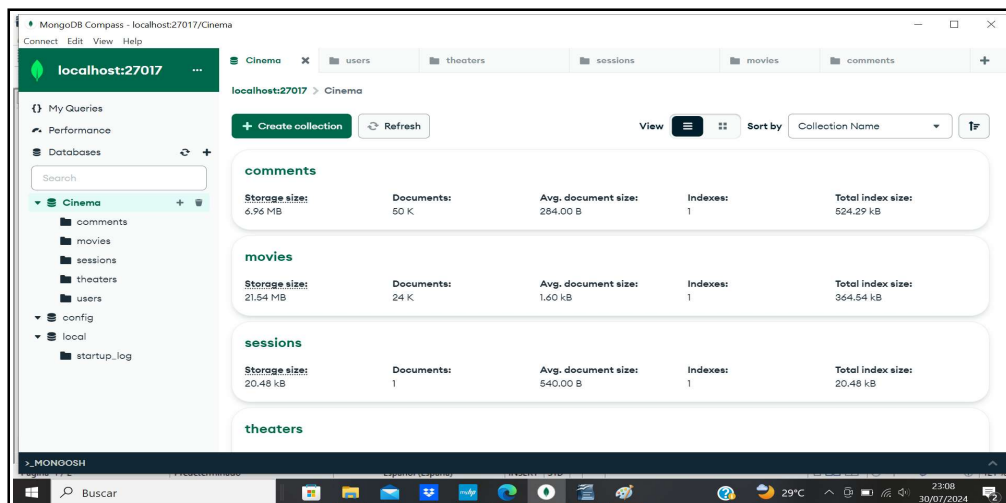 MongoDB Compass - localhost:27017/Cinema
Connect Edit View Help
localhost:27017 ...
{} My Queries
Performance
Databases
Search
Cinema
comments
movies
sessions
theaters
users
config
local
startup_log
Cinema users theaters sessions movies comments
localhost:27017 > Cinema
+ Create collection Refresh View Sort by Collection Name
comments
Storage size: Documents: Avg. document size: Indexes: Total index size:
6.96 MB 50 K 284.00 B 1 524.29 kB
movies
Storage size: Documents: Avg. document size: Indexes: Total index size:
21.54 MB 24 K 1.60 kB 1 364.54 kB
sessions
Storage size: Documents: Avg. document size: Indexes: Total index size:
20.48 kB 1 540.00 B 1 20.48 kB
theaters
>_MONGOSH
Buscar 29°C 23:08
30/07/2024